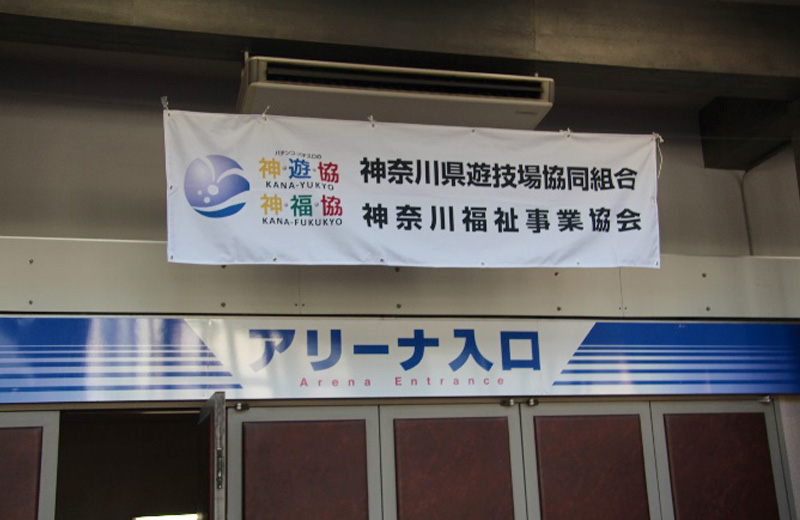 パチンコ・パチスロの
神・遊・協
KANA-YUKYO
神・福・協
KANA-FUKUKYO
神奈川県遊技場協同組合
神奈川福祉事業協会
アリーナ入口
Arena Entrance